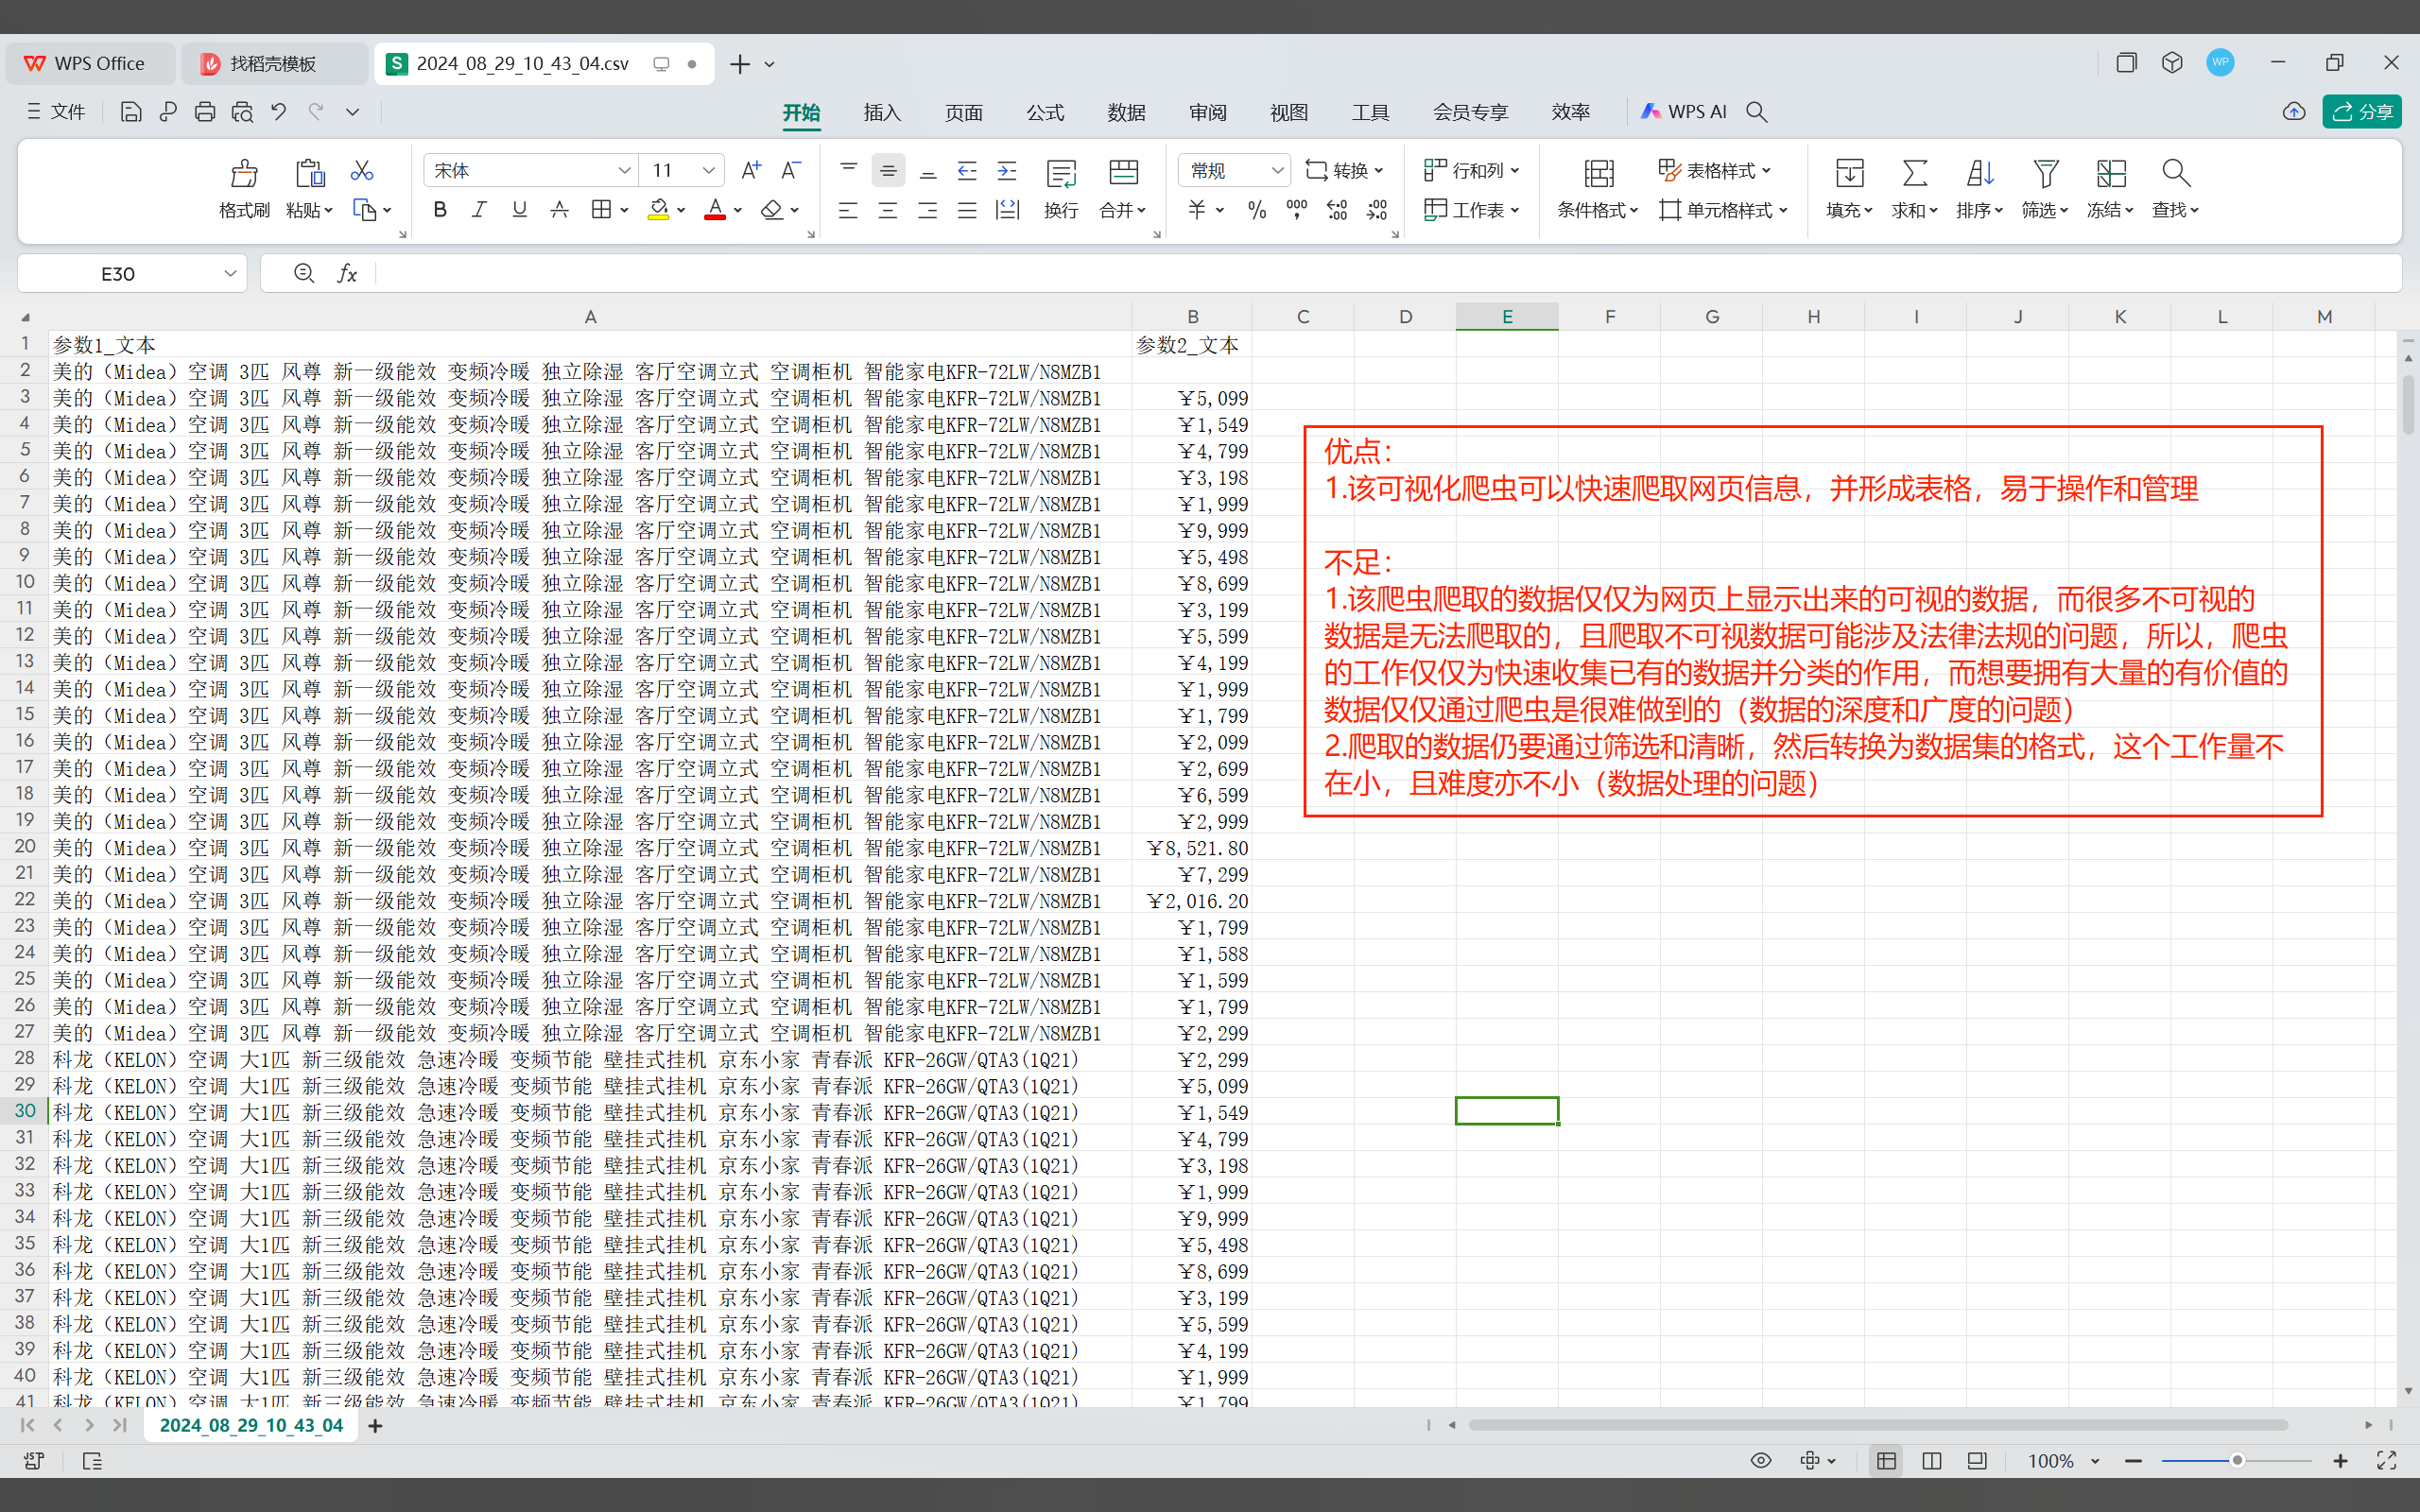 WPS Office
找稻壳模板
2024_08_29_10_43_04.csv
WP
文件
开始 插入 页面 公式 数据 审阅 视图 工具 会员专享 效率 WPS AI
分享
格式刷 粘贴 宋体 11 换行 合并 常规 转换 行和列 工作表 条件格式 表格样式 单元格样式 填充 求和 排序 筛选 冻结 查找
E30
fx
A B C D E F G H I J K L M
1 参数1_文本 参数2_文本
2 美的（Midea）空调 3匹 风尊 新一级能效 变频冷暖 独立除湿 客厅空调立式 空调柜机 智能家电KFR-72LW/N8MZB1
3 美的（Midea）空调 3匹 风尊 新一级能效 变频冷暖 独立除湿 客厅空调立式 空调柜机 智能家电KFR-72LW/N8MZB1 ￥5,099
4 美的（Midea）空调 3匹 风尊 新一级能效 变频冷暖 独立除湿 客厅空调立式 空调柜机 智能家电KFR-72LW/N8MZB1 ￥1,549
5 美的（Midea）空调 3匹 风尊 新一级能效 变频冷暖 独立除湿 客厅空调立式 空调柜机 智能家电KFR-72LW/N8MZB1 ￥4,799
6 美的（Midea）空调 3匹 风尊 新一级能效 变频冷暖 独立除湿 客厅空调立式 空调柜机 智能家电KFR-72LW/N8MZB1 ￥3,198
7 美的（Midea）空调 3匹 风尊 新一级能效 变频冷暖 独立除湿 客厅空调立式 空调柜机 智能家电KFR-72LW/N8MZB1 ￥1,999
8 美的（Midea）空调 3匹 风尊 新一级能效 变频冷暖 独立除湿 客厅空调立式 空调柜机 智能家电KFR-72LW/N8MZB1 ￥9,999
9 美的（Midea）空调 3匹 风尊 新一级能效 变频冷暖 独立除湿 客厅空调立式 空调柜机 智能家电KFR-72LW/N8MZB1 ￥5,498
10 美的（Midea）空调 3匹 风尊 新一级能效 变频冷暖 独立除湿 客厅空调立式 空调柜机 智能家电KFR-72LW/N8MZB1 ￥8,699
11 美的（Midea）空调 3匹 风尊 新一级能效 变频冷暖 独立除湿 客厅空调立式 空调柜机 智能家电KFR-72LW/N8MZB1 ￥3,199
12 美的（Midea）空调 3匹 风尊 新一级能效 变频冷暖 独立除湿 客厅空调立式 空调柜机 智能家电KFR-72LW/N8MZB1 ￥5,599
13 美的（Midea）空调 3匹 风尊 新一级能效 变频冷暖 独立除湿 客厅空调立式 空调柜机 智能家电KFR-72LW/N8MZB1 ￥4,199
14 美的（Midea）空调 3匹 风尊 新一级能效 变频冷暖 独立除湿 客厅空调立式 空调柜机 智能家电KFR-72LW/N8MZB1 ￥1,999
15 美的（Midea）空调 3匹 风尊 新一级能效 变频冷暖 独立除湿 客厅空调立式 空调柜机 智能家电KFR-72LW/N8MZB1 ￥1,799
16 美的（Midea）空调 3匹 风尊 新一级能效 变频冷暖 独立除湿 客厅空调立式 空调柜机 智能家电KFR-72LW/N8MZB1 ￥2,099
17 美的（Midea）空调 3匹 风尊 新一级能效 变频冷暖 独立除湿 客厅空调立式 空调柜机 智能家电KFR-72LW/N8MZB1 ￥2,699
18 美的（Midea）空调 3匹 风尊 新一级能效 变频冷暖 独立除湿 客厅空调立式 空调柜机 智能家电KFR-72LW/N8MZB1 ￥6,599
19 美的（Midea）空调 3匹 风尊 新一级能效 变频冷暖 独立除湿 客厅空调立式 空调柜机 智能家电KFR-72LW/N8MZB1 ￥2,999
20 美的（Midea）空调 3匹 风尊 新一级能效 变频冷暖 独立除湿 客厅空调立式 空调柜机 智能家电KFR-72LW/N8MZB1 ￥8,521.80
21 美的（Midea）空调 3匹 风尊 新一级能效 变频冷暖 独立除湿 客厅空调立式 空调柜机 智能家电KFR-72LW/N8MZB1 ￥7,299
22 美的（Midea）空调 3匹 风尊 新一级能效 变频冷暖 独立除湿 客厅空调立式 空调柜机 智能家电KFR-72LW/N8MZB1 ￥2,016.20
23 美的（Midea）空调 3匹 风尊 新一级能效 变频冷暖 独立除湿 客厅空调立式 空调柜机 智能家电KFR-72LW/N8MZB1 ￥1,799
24 美的（Midea）空调 3匹 风尊 新一级能效 变频冷暖 独立除湿 客厅空调立式 空调柜机 智能家电KFR-72LW/N8MZB1 ￥1,588
25 美的（Midea）空调 3匹 风尊 新一级能效 变频冷暖 独立除湿 客厅空调立式 空调柜机 智能家电KFR-72LW/N8MZB1 ￥1,599
26 美的（Midea）空调 3匹 风尊 新一级能效 变频冷暖 独立除湿 客厅空调立式 空调柜机 智能家电KFR-72LW/N8MZB1 ￥1,799
27 美的（Midea）空调 3匹 风尊 新一级能效 变频冷暖 独立除湿 客厅空调立式 空调柜机 智能家电KFR-72LW/N8MZB1 ￥2,299
28 科龙（KELON）空调 大1匹 新三级能效 急速冷暖 变频节能 壁挂式挂机 京东小家 青春派 KFR-26GW/QTA3(1Q21) ￥2,299
29 科龙（KELON）空调 大1匹 新三级能效 急速冷暖 变频节能 壁挂式挂机 京东小家 青春派 KFR-26GW/QTA3(1Q21) ￥5,099
30 科龙（KELON）空调 大1匹 新三级能效 急速冷暖 变频节能 壁挂式挂机 京东小家 青春派 KFR-26GW/QTA3(1Q21) ￥1,549
31 科龙（KELON）空调 大1匹 新三级能效 急速冷暖 变频节能 壁挂式挂机 京东小家 青春派 KFR-26GW/QTA3(1Q21) ￥4,799
32 科龙（KELON）空调 大1匹 新三级能效 急速冷暖 变频节能 壁挂式挂机 京东小家 青春派 KFR-26GW/QTA3(1Q21) ￥3,198
33 科龙（KELON）空调 大1匹 新三级能效 急速冷暖 变频节能 壁挂式挂机 京东小家 青春派 KFR-26GW/QTA3(1Q21) ￥1,999
34 科龙（KELON）空调 大1匹 新三级能效 急速冷暖 变频节能 壁挂式挂机 京东小家 青春派 KFR-26GW/QTA3(1Q21) ￥9,999
35 科龙（KELON）空调 大1匹 新三级能效 急速冷暖 变频节能 壁挂式挂机 京东小家 青春派 KFR-26GW/QTA3(1Q21) ￥5,498
36 科龙（KELON）空调 大1匹 新三级能效 急速冷暖 变频节能 壁挂式挂机 京东小家 青春派 KFR-26GW/QTA3(1Q21) ￥8,699
37 科龙（KELON）空调 大1匹 新三级能效 急速冷暖 变频节能 壁挂式挂机 京东小家 青春派 KFR-26GW/QTA3(1Q21) ￥3,199
38 科龙（KELON）空调 大1匹 新三级能效 急速冷暖 变频节能 壁挂式挂机 京东小家 青春派 KFR-26GW/QTA3(1Q21) ￥5,599
39 科龙（KELON）空调 大1匹 新三级能效 急速冷暖 变频节能 壁挂式挂机 京东小家 青春派 KFR-26GW/QTA3(1Q21) ￥4,199
40 科龙（KELON）空调 大1匹 新三级能效 急速冷暖 变频节能 壁挂式挂机 京东小家 青春派 KFR-26GW/QTA3(1Q21) ￥1,999
41 科龙（KELON）空调 大1匹 新三级能效 急速冷暖 变频节能 壁挂式挂机 京东小家 青春派 KFR-26GW/QTA3(1Q21) ￥1,799
优点：
1.该可视化爬虫可以快速爬取网页信息，并形成表格，易于操作和管理
不足：
1.该爬虫爬取的数据仅仅为网页上显示出来的可视的数据，而很多不可视的
数据是无法爬取的，且爬取不可视数据可能涉及法律法规的问题，所以，爬虫
的工作仅仅为快速收集已有的数据并分类的作用，而想要拥有大量的有价值的
数据仅仅通过爬虫是很难做到的（数据的深度和广度的问题）
2.爬取的数据仍要通过筛选和清晰，然后转换为数据集的格式，这个工作量不
在小，且难度亦不小（数据处理的问题）
2024_08_29_10_43_04
100%